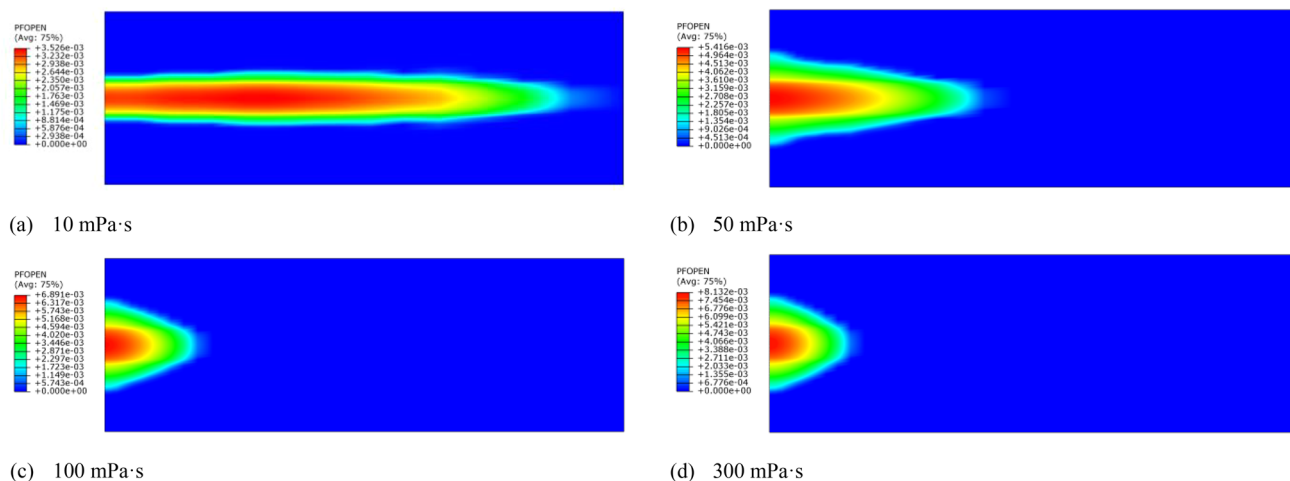 PFOPEN
(Avg: 75%)
+3.526e-03
+3.232e-03
+2.938e-03
+2.644e-03
+2.350e-03
+2.057e-03
+1.763e-03
+1.469e-03
+1.175e-03
+8.814e-04
+5.876e-04
+2.938e-04
+0.000e+00
(a) 10 mPa·s
PFOPEN
(Avg: 75%)
+5.416e-03
+4.964e-03
+4.513e-03
+4.062e-03
+3.610e-03
+3.159e-03
+2.708e-03
+2.257e-03
+1.805e-03
+1.354e-03
+9.026e-04
+4.513e-04
+0.000e+00
(b) 50 mPa·s
PFOPEN
(Avg: 75%)
+6.891e-03
+6.317e-03
+5.743e-03
+5.168e-03
+4.594e-03
+4.020e-03
+3.446e-03
+2.871e-03
+2.297e-03
+1.723e-03
+1.149e-03
+5.743e-04
+0.000e+00
(c) 100 mPa·s
PFOPEN
(Avg: 75%)
+8.132e-03
+7.454e-03
+6.776e-03
+6.099e-03
+5.421e-03
+4.743e-03
+4.066e-03
+3.388e-03
+2.711e-03
+2.033e-03
+1.355e-03
+6.776e-04
+0.000e+00
(d) 300 mPa·s